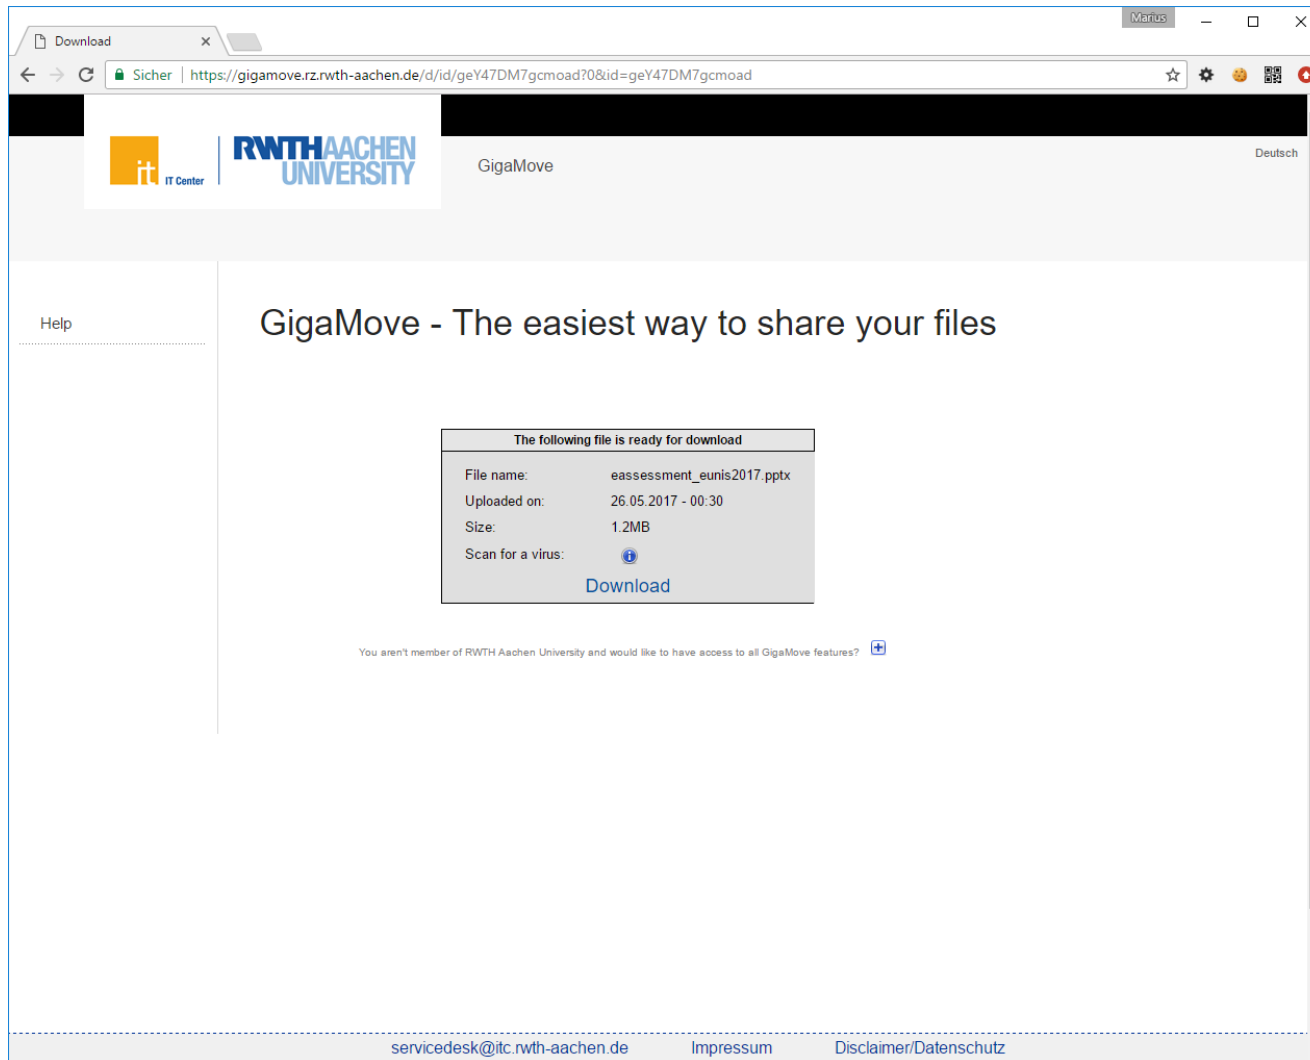 Marius
Download
Sicher | https://gigamove.rz.rwth-aachen.de/d/id/geY47DM7gcmoad?0&id=geY47DM7gcmoad
it IT Center
RWTHAACHEN
UNIVERSITY
GigaMove
Deutsch
Help
GigaMove - The easiest way to share your files
The following file is ready for download
File name: eassessment_eunis2017.pptx
Uploaded on: 26.05.2017 - 00:30
Size: 1.2MB
Scan for a virus:
Download
You aren't member of RWTH Aachen University and would like to have access to all GigaMove features?
servicedesk@itc.rwth-aachen.de Impressum Disclaimer/Datenschutz